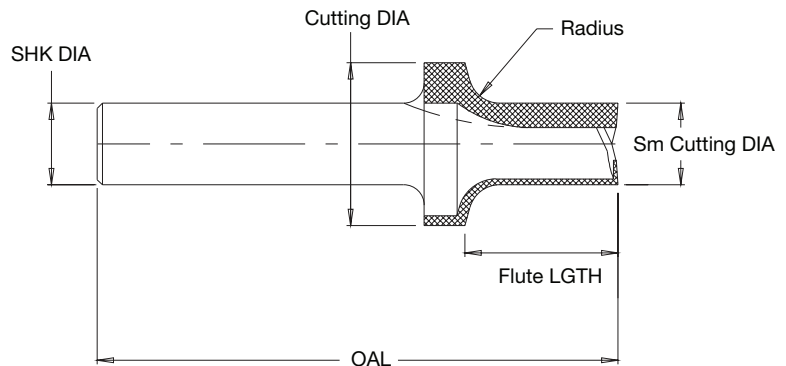 Cutting DIA
Radius
SHK DIA
Sm Cutting DIA
Flute LGTH
OAL